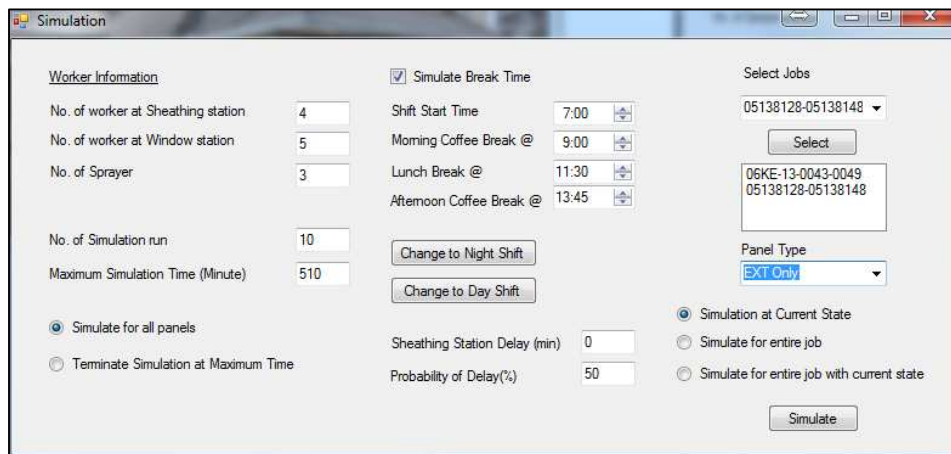 Simulation
Worker Information
No. of worker at Sheathing station 4
No. of worker at Window station 5
No. of Sprayer 3
No. of Simulation run 10
Maximum Simulation Time (Minute) 510
Simulate for all panels
Terminate Simulation at Maximum Time
Simulate Break Time
Shift Start Time 7:00
Morning Coffee Break @ 9:00
Lunch Break @ 11:30
Afternoon Coffee Break @ 13:45
Change to Night Shift
Change to Day Shift
Sheathing Station Delay (min) 0
Probability of Delay(%) 50
Select Jobs
05138128-05138148
Select
06KE-13-0043-0049
05138128-05138148
Panel Type
EXT Only
Simulation at Current State
Simulate for entire job
Simulate for entire job with current state
Simulate